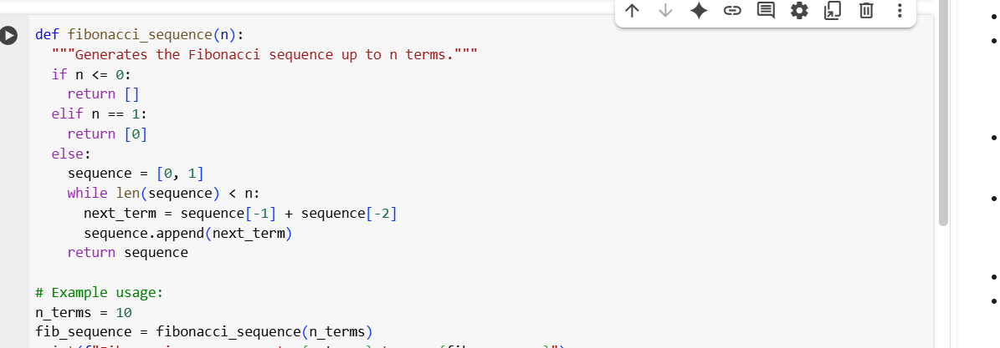 def fibonacci_sequence(n):
  """Generates the Fibonacci sequence up to n terms."""
  if n <= 0:
    return []
  elif n == 1:
    return [0]
  else:
    sequence = [0, 1]
    while len(sequence) < n:
      next_term = sequence[-1] + sequence[-2]
      sequence.append(next_term)
    return sequence

# Example usage:
n_terms = 10
fib_sequence = fibonacci_sequence(n_terms)